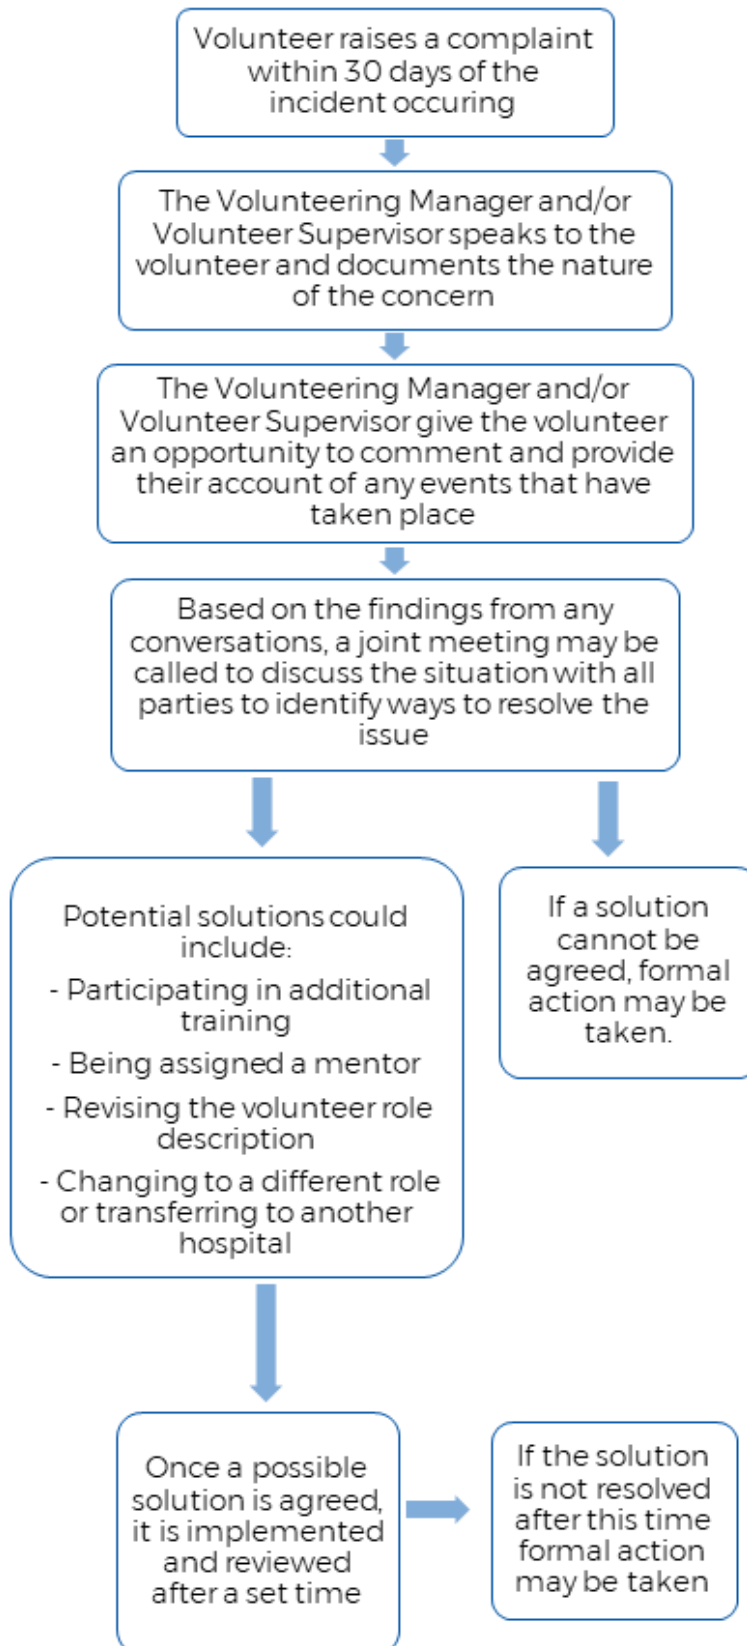 Volunteer raises a complaint
within 30 days of the
incident occuring
The Volunteering Manager and/or
Volunteer Supervisor speaks to the
volunteer and documents the nature
of the concern
The Volunteering Manager and/or
Volunteer Supervisor give the volunteer
an opportunity to comment and provide
their account of any events that have
taken place
Based on the findings from any
conversations, a joint meeting may be
called to discuss the situation with all
parties to identify ways to resolve the
issue
Potential solutions could
include:
- Participating in additional
training
- Being assigned a mentor
- Revising the volunteer role
description
- Changing to a different role
or transferring to another
hospital
If a solution
cannot be
agreed, formal
action may be
taken.
Once a possible
solution is agreed,
it is implemented
and reviewed
after a set time
If the solution
is not resolved
after this time
formal action
may be taken